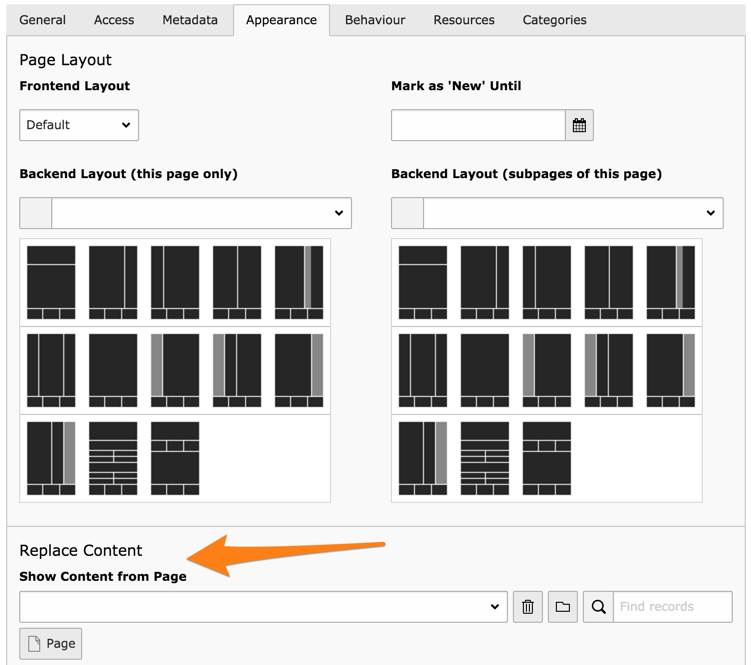 General Access Metadata Appearance Behaviour Resources Categories
Page Layout
Frontend Layout
Mark as 'New' Until
Default
Backend Layout (this page only)
Backend Layout (subpages of this page)
Replace Content
Show Content from Page
Find records
Page